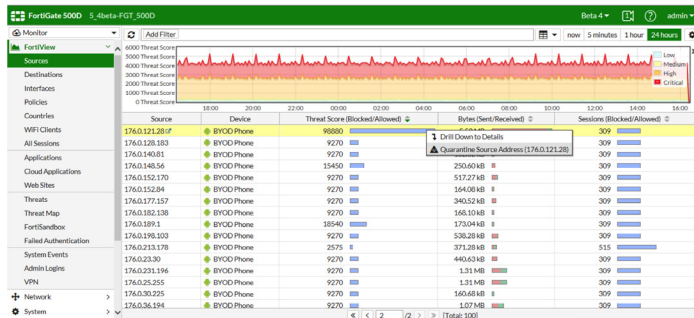 FortiGate 500D 5_4beta-FGT_500D Beta 4 admin
Monitor
Add Filter now 5 minutes 1 hour 24 hours
FortiView
Sources
Destinations
Interfaces
Policies
Countries
WiFi Clients
All Sessions
Applications
Cloud Applications
Web Sites
Threats
Threat Map
FortiSandbox
Failed Authentication
System Events
Admin Logins
VPN
Network
System
6000 Threat Score
5000 Threat Score
4000 Threat Score
3000 Threat Score
2000 Threat Score
1000 Threat Score
0 Threat Score
Low
Medium
High
Critical
18:00 20:00 22:00 00:00 02:00 04:00 06:00 08:00 10:00 12:00 14:00 16:00
Source Device Threat Score (Blocked/Allowed) Bytes (Sent/Received) Sessions (Blocked/Allowed)
176.0.121.28 BYOD Phone 98880 309
Drill Down to Details
Quarantine Source Address (176.0.121.28)
176.0.128.183 BYOD Phone 9270 309
176.0.140.81 BYOD Phone 9270 309
176.0.148.56 BYOD Phone 15450 250.60 kB 309
176.0.152.170 BYOD Phone 9270 517.27 kB 309
176.0.152.84 BYOD Phone 9270 164.08 kB 309
176.0.177.157 BYOD Phone 9270 340.52 kB 309
176.0.182.138 BYOD Phone 9270 168.10 kB 309
176.0.189.1 BYOD Phone 18540 173.04 kB 309
176.0.198.103 BYOD Phone 9270 538.28 kB 309
176.0.213.178 BYOD Phone 2575 371.28 kB 515
176.0.23.30 BYOD Phone 9270 440.63 kB 309
176.0.231.196 BYOD Phone 9270 1.31 MB 309
176.0.25.255 BYOD Phone 9270 1.31 MB 309
176.0.30.225 BYOD Phone 9270 160.68 kB 309
176.0.36.194 BYOD Phone 9270 1.07 MB 309
2 /2 [Total: 100]